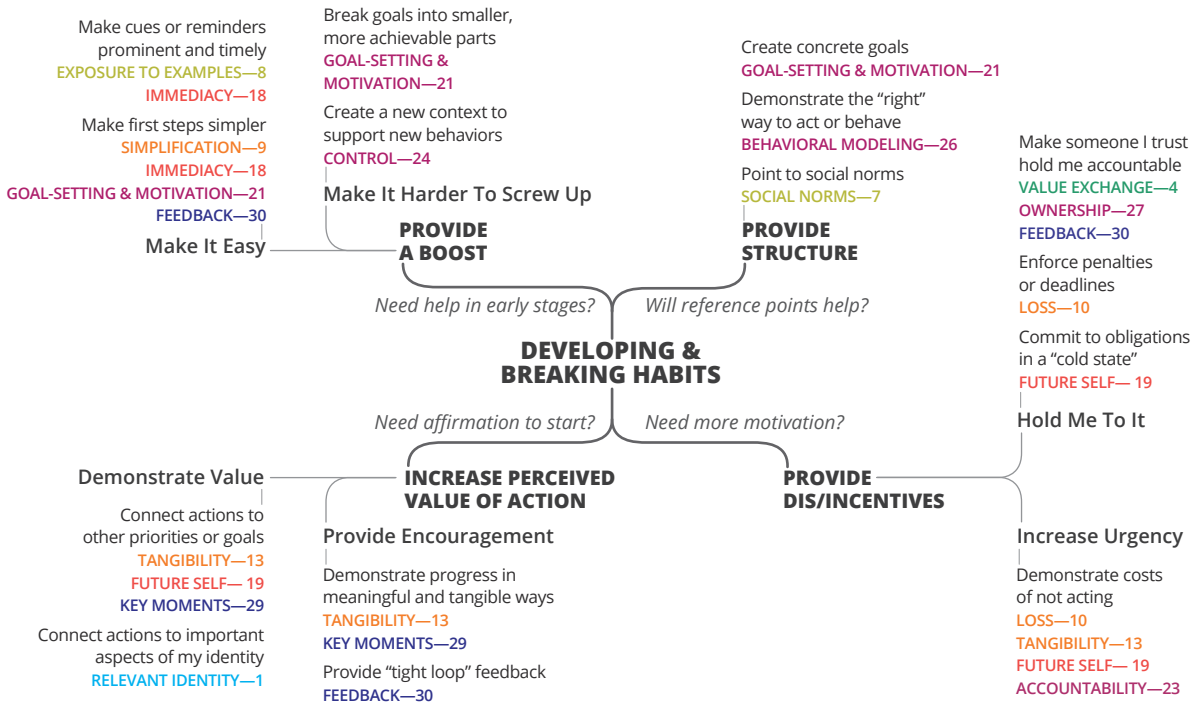 Make cues or reminders
prominent and timely
EXPOSURE TO EXAMPLES—8
IMMEDIACY—18
Make first steps simpler
SIMPLIFICATION—9
IMMEDIACY—18
GOAL-SETTING & MOTIVATION—21
FEEDBACK—30
Make It Easy
Break goals into smaller,
more achievable parts
GOAL-SETTING &
MOTIVATION—21
Create a new context to
support new behaviors
CONTROL—24
Make It Harder To Screw Up
PROVIDE
A BOOST
Need help in early stages?
Create concrete goals
GOAL-SETTING & MOTIVATION—21
Demonstrate the “right”
way to act or behave
BEHAVIORAL MODELING—26
Point to social norms
SOCIAL NORMS—7
PROVIDE
STRUCTURE
Will reference points help?
Make someone I trust
hold me accountable
VALUE EXCHANGE—4
OWNERSHIP—27
FEEDBACK—30
Enforce penalties
or deadlines
LOSS—10
Commit to obligations
in a “cold state”
FUTURE SELF— 19
Hold Me To It
DEVELOPING &
BREAKING HABITS
Need affirmation to start?
Need more motivation?
Demonstrate Value
Connect actions to
other priorities or goals
TANGIBILITY—13
FUTURE SELF— 19
KEY MOMENTS—29
Connect actions to important
aspects of my identity
RELEVANT IDENTITY—1
INCREASE PERCEIVED
VALUE OF ACTION
Provide Encouragement
Demonstrate progress in
meaningful and tangible ways
TANGIBILITY—13
KEY MOMENTS—29
Provide “tight loop” feedback
FEEDBACK—30
PROVIDE
DIS/INCENTIVES
Increase Urgency
Demonstrate costs
of not acting
LOSS—10
TANGIBILITY—13
FUTURE SELF— 19
ACCOUNTABILITY—23